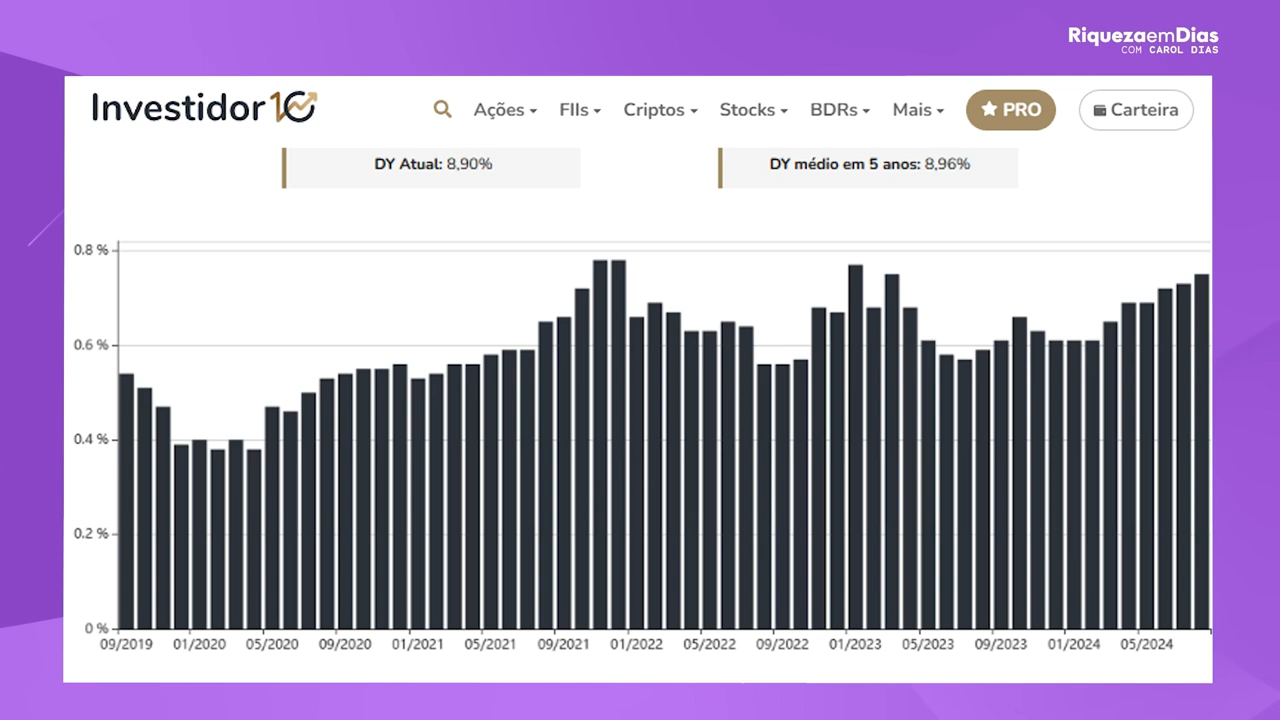 RiquezaemDias
COM CAROL DIAS
Investidor 10
Ações
FIIs
Criptos
Stocks
BDRs
Mais
PRO
Carteira
DY Atual: 8,90%
DY médio em 5 anos: 8,96%
0.8 %
0.6 %
0.4 %
0.2 %
0 %
09/2019 01/2020 05/2020 09/2020 01/2021 05/2021 09/2021 01/2022 05/2022 09/2022 01/2023 05/2023 09/2023 01/2024 05/2024